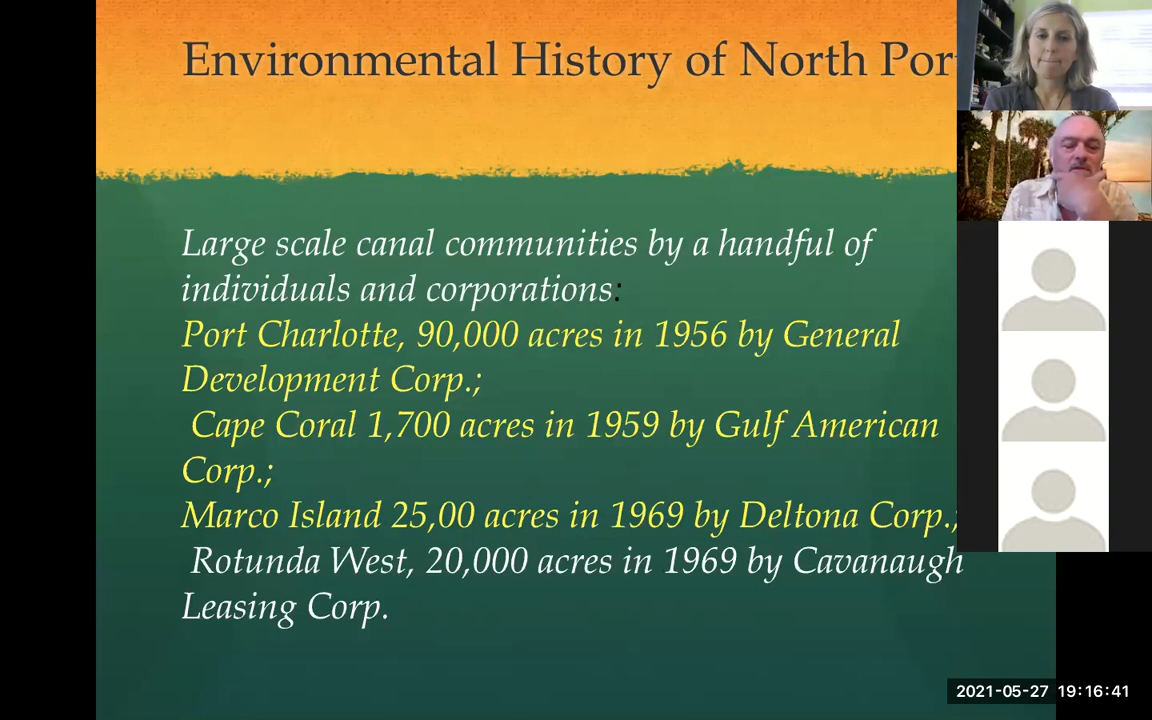 Environmental History of North Por
Large scale canal communities by a handful of
individuals and corporations:
Port Charlotte, 90,000 acres in 1956 by General
Development Corp.;
Cape Coral 1,700 acres in 1959 by Gulf American
Corp.;
Marco Island 25,00 acres in 1969 by Deltona Corp.;
Rotunda West, 20,000 acres in 1969 by Cavanaugh
Leasing Corp.
2021-05-27 19:16:41